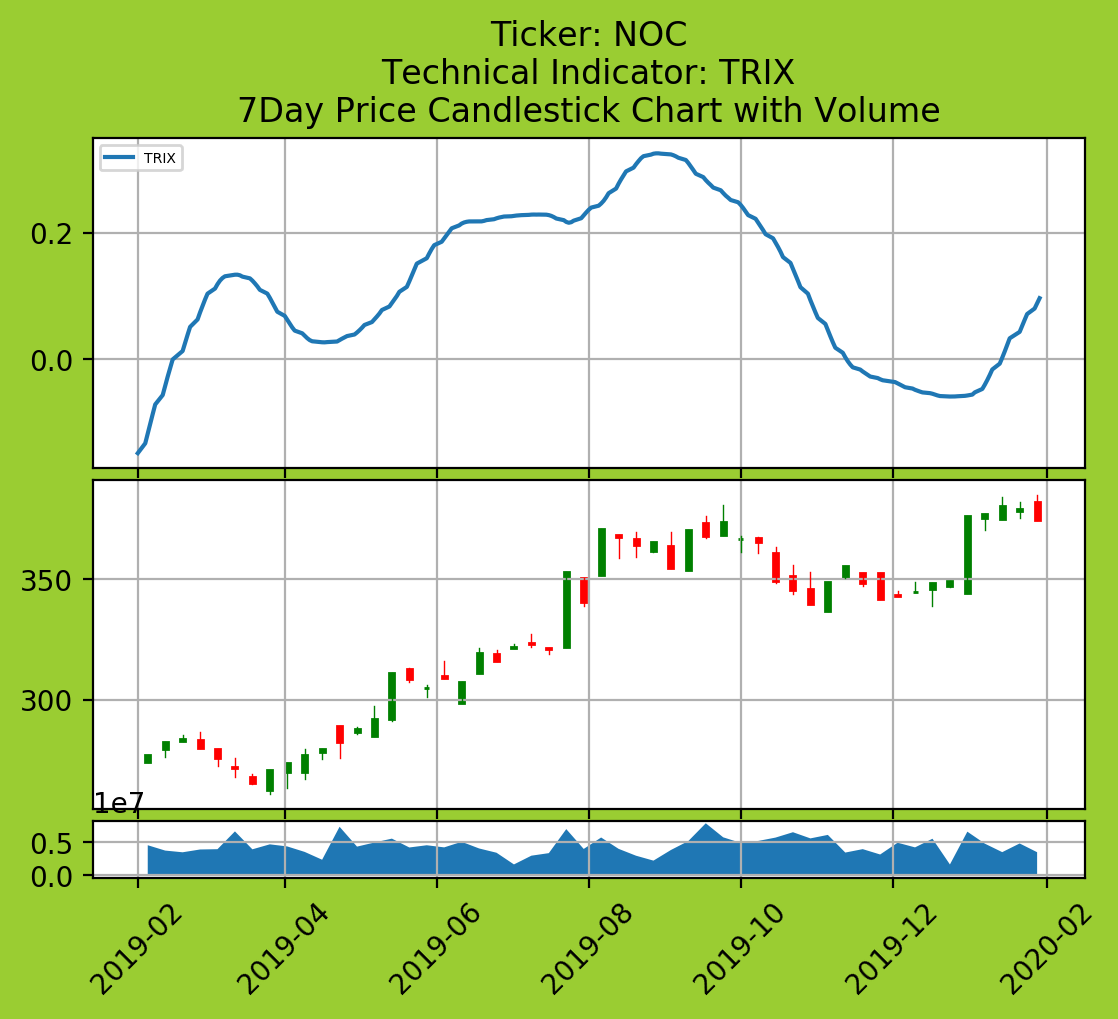 Ticker: NOC
Technical Indicator: TRIX
7Day Price Candlestick Chart with Volume
TRIX
0.2
0.0
350
300
1e7
0.5
0.0
2019-02
2019-04
2019-06
2019-08
2019-10
2019-12
2020-02